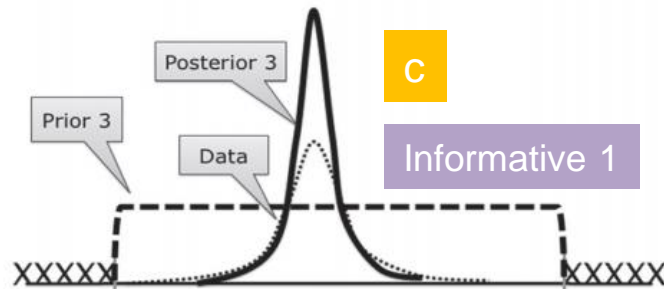 Posterior 3
c
Prior 3
Data
Informative 1
XXXXX
XXXXX